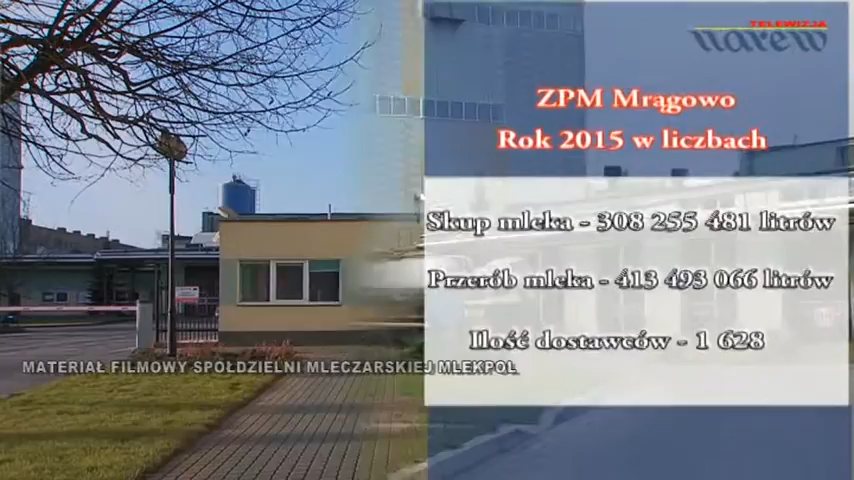 TELEWIZJA
narew
ZPM Mrągowo
Rok 2015 w liczbach
Skup mleka - 308 255 481 litrów
Przerób mleka - 413 493 066 litrów
Ilość dostawców - 1 628
MATERIAŁ FILMOWY SPÓŁDZIELNI MLECZARSKIEJ MLEKPOL